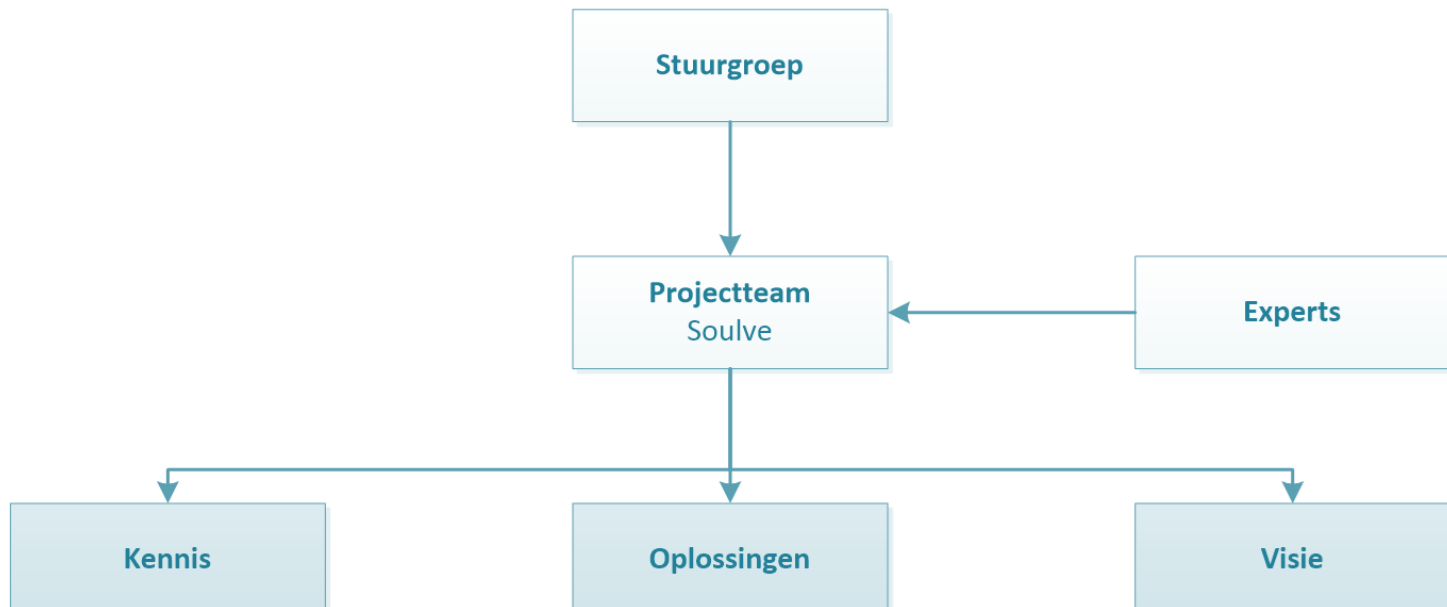 Stuurgroep
Projectteam
Soulve
Experts
Kennis
Oplossingen
Visie